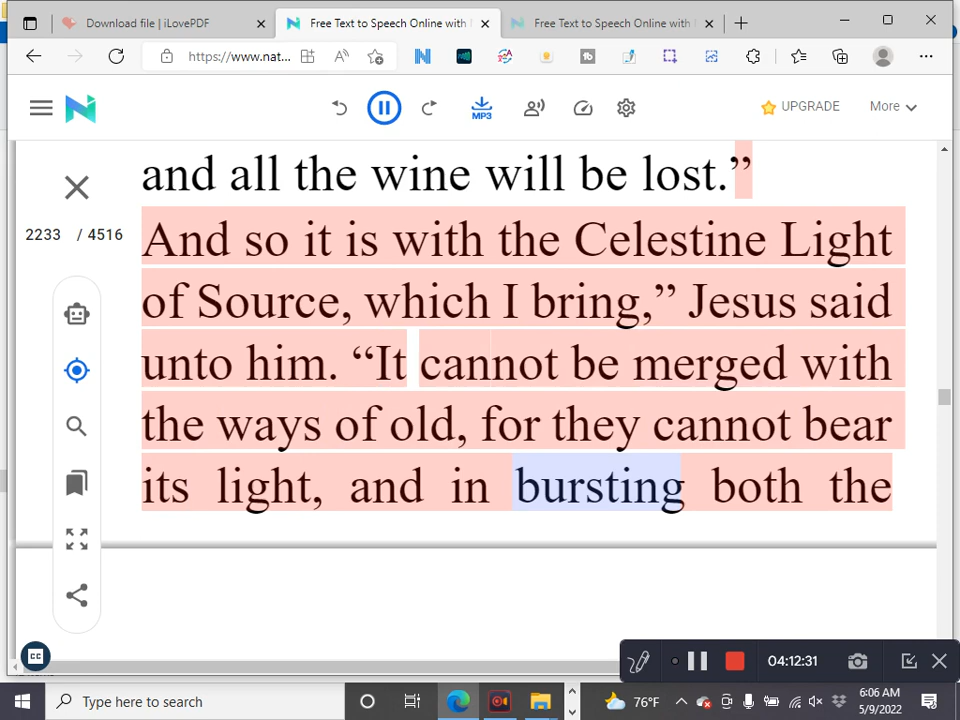 Download file | iLovePDF
Free Text to Speech Online with
Free Text to Speech Online with
https://www.nat...
MP3
UPGRADE
More
2233 / 4516
and all the wine will be lost.”
And so it is with the Celestine Light
of Source, which I bring,” Jesus said
unto him. “It cannot be merged with
the ways of old, for they cannot bear
its light, and in bursting both the
CC
04:12:31
Type here to search
76°F
6:06 AM
5/9/2022